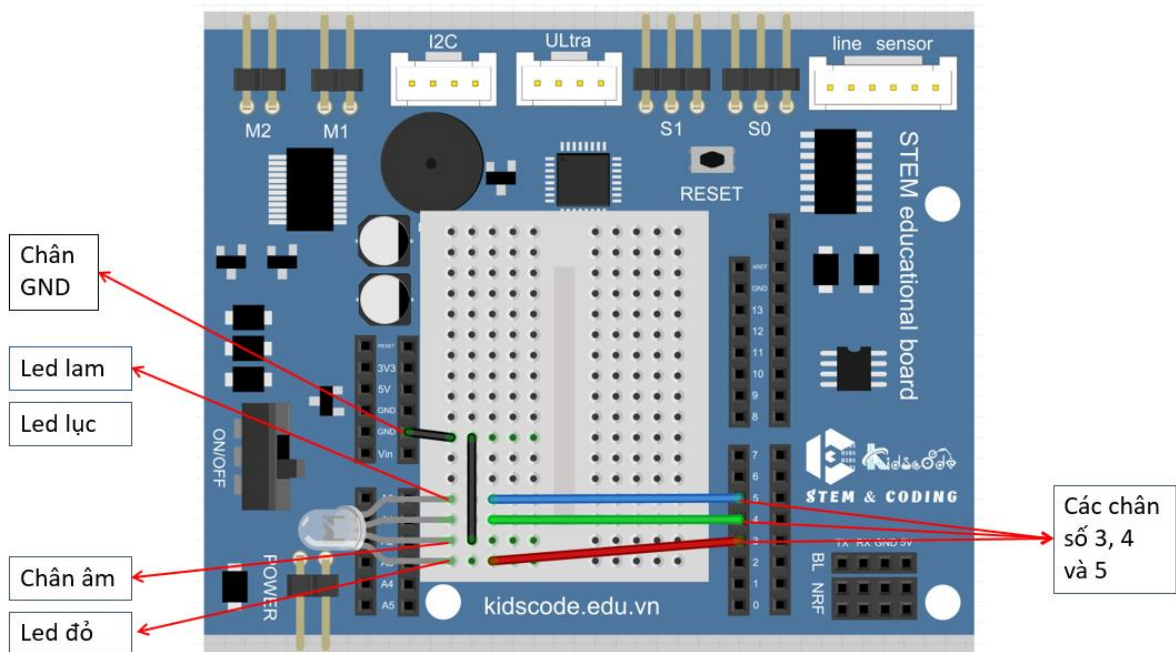 I2C
ULtra
line sensor
M2
M1
S1
S0
RESET
STEM educational board
Chân
GND
Led lam
Led lục
Chân âm
Led đỏ
ON/OFF
POWER
RESET
3V3
5V
GND
GND
Vin
A4
A5
AREF
GND
13
12
11
10
9
8
7
6
5
4
3
2
1
0
KidsCode
STEM & CODING
TX RX GND 5V
BL
NRF
kidscode.edu.vn
Các chân
số 3, 4
và 5